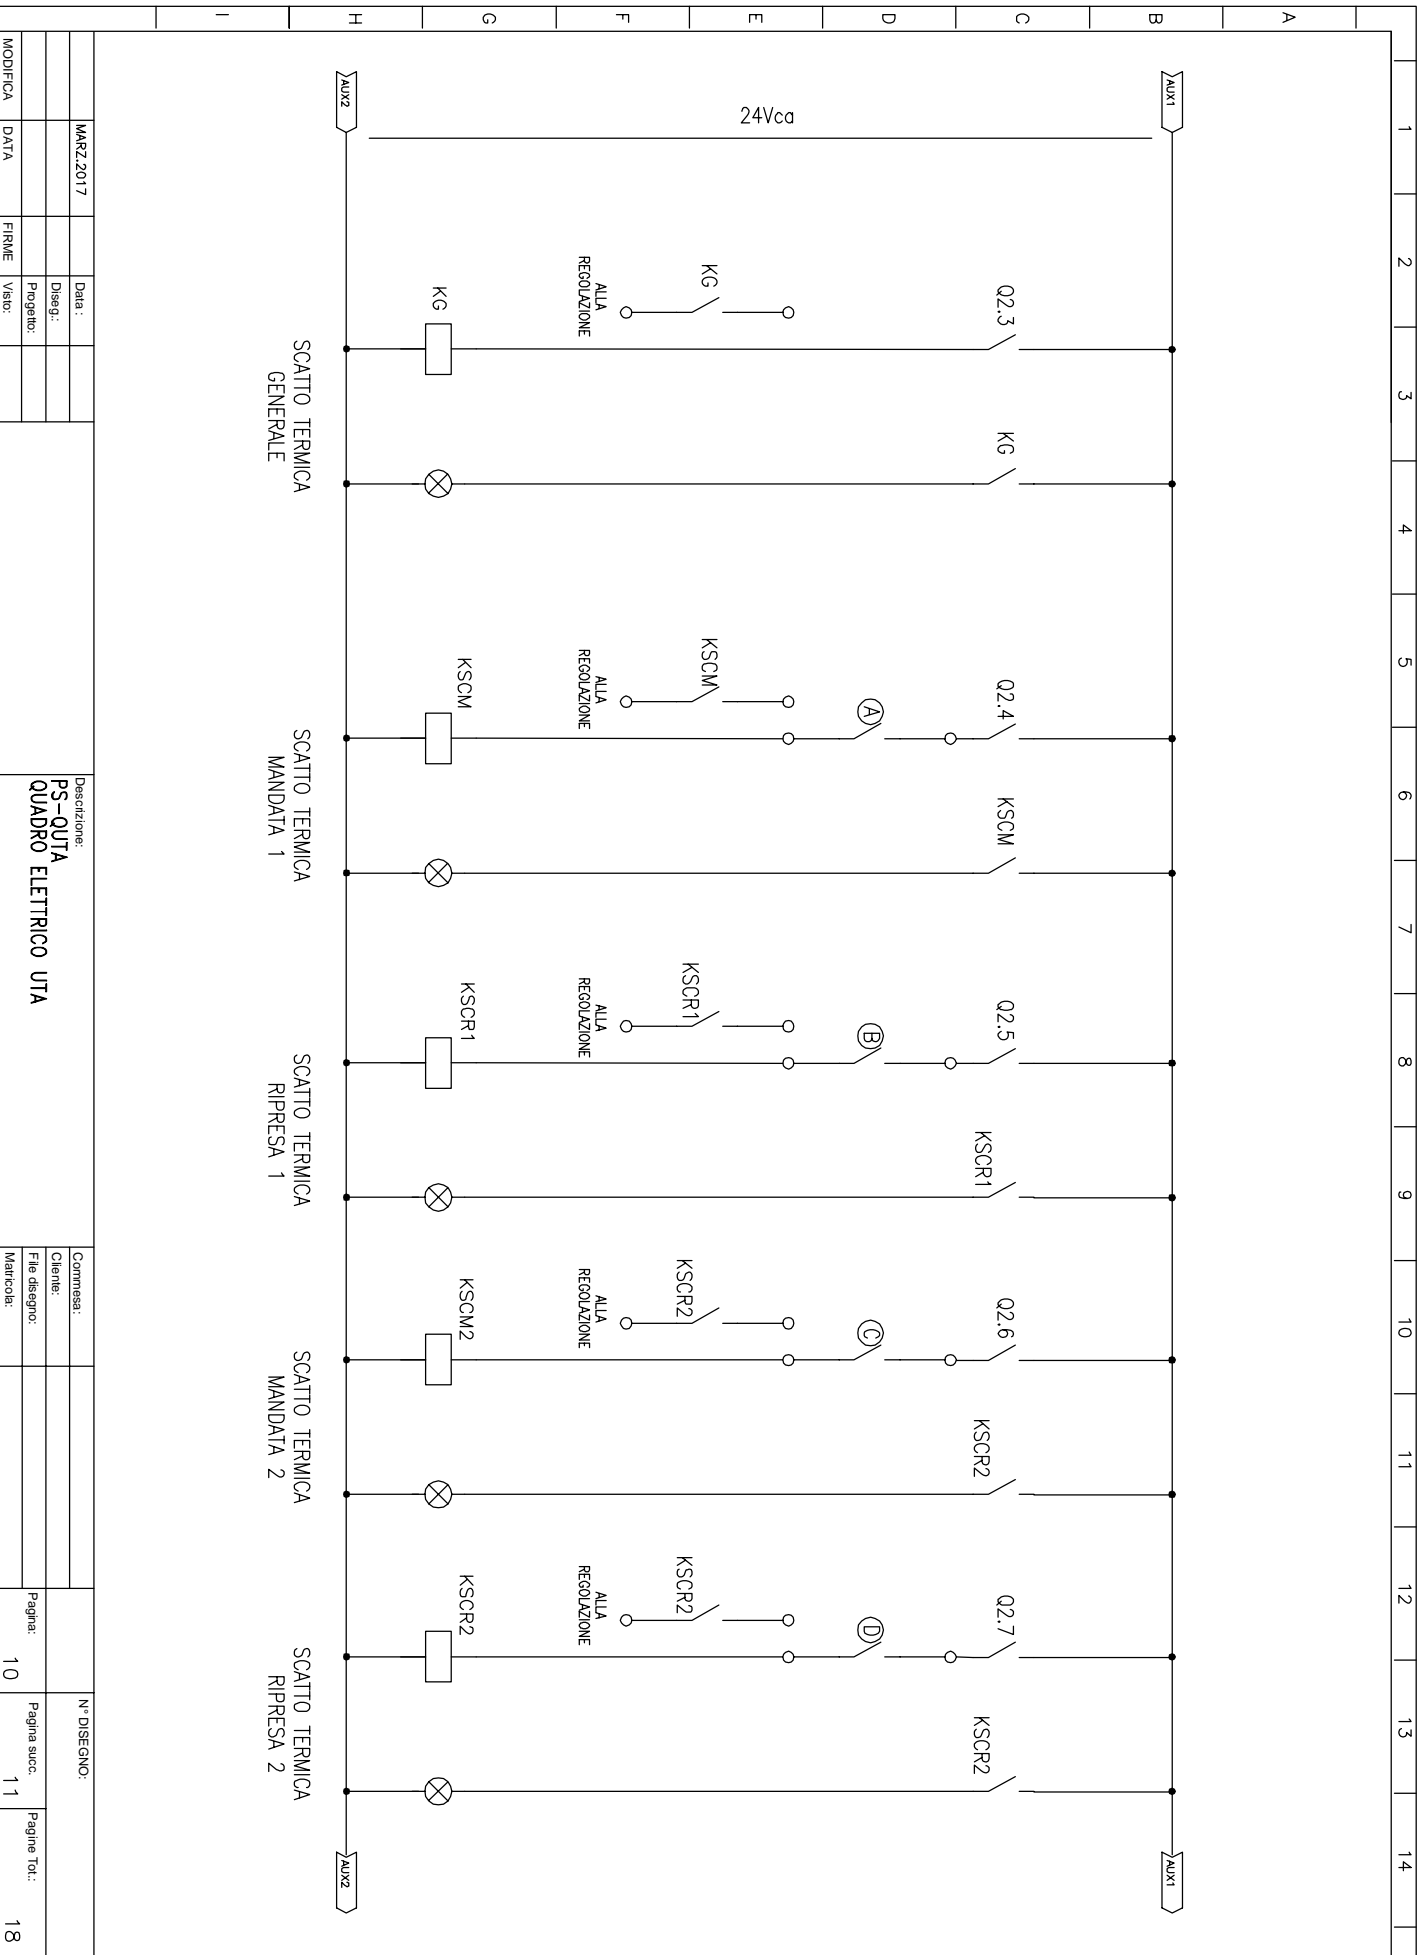 1 2 3 4 5 6 7 8 9 10 11 12 13 14
A
B
C
D
E
F
G
H
I
AUX1 AUX1
24Vca
Q2.3 KG Q2.4 KSCM Q2.5 KSCR1 Q2.6 KSCR2 Q2.7 KSCR2
A B C D
KG KSCM KSCR1 KSCR2 KSCR2
ALLA ALLA ALLA ALLA ALLA
REGOLAZIONE REGOLAZIONE REGOLAZIONE REGOLAZIONE REGOLAZIONE
KG KSCM KSCR1 KSCM2 KSCR2
AUX2 AUX2
SCATTO TERMICA
GENERALE
SCATTO TERMICA
MANDATA 1
SCATTO TERMICA
RIPRESA 1
SCATTO TERMICA
MANDATA 2
SCATTO TERMICA
RIPRESA 2
MARZ.2017
MODIFICA DATA FIRME
Data :
Diseg.:
Progetto:
Visto:
Descrizione:
PS-QUTA
QUADRO ELETTRICO UTA
Commesa:
Cliente:
File disegno:
Matricola:
N° DISEGNO:
Pagina: 10
Pagina succ. 11
Pagine Tot.: 18